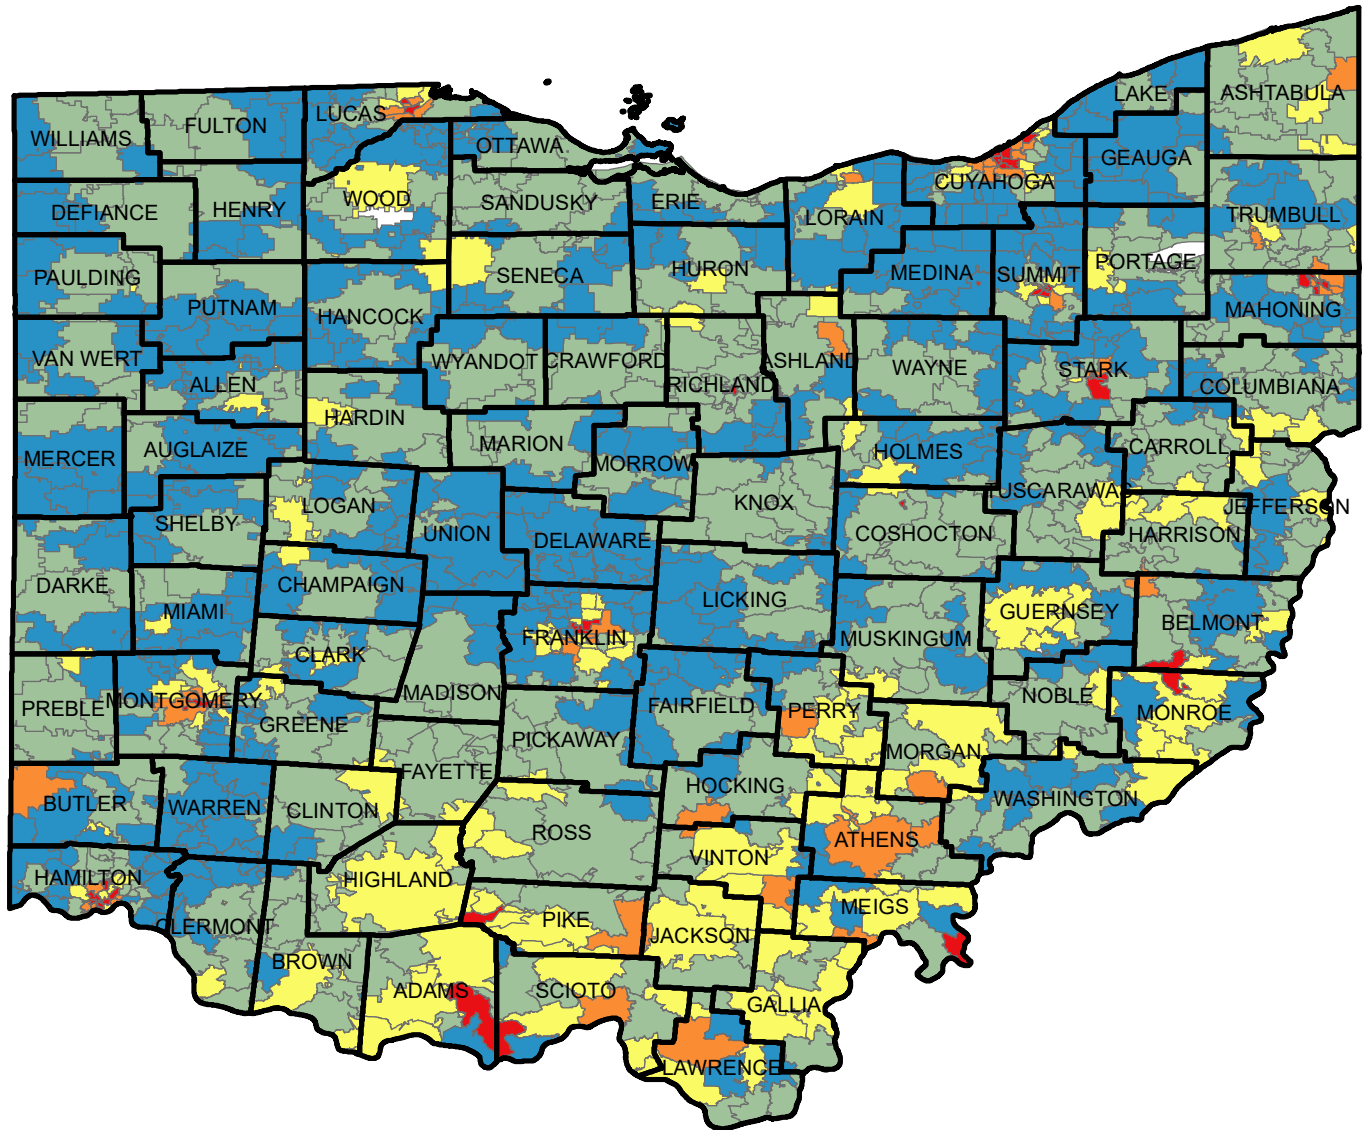 LAKE
ASHTABULA
LUCAS
FULTON
WILLIAMS
OTTAWA
GEAUGA
CUYAHOGA
WOOD
SANDUSKY
ERIE
DEFIANCE
HENRY
LORAIN
TRUMBULL
PORTAGE
HURON
MEDINA
SUMMIT
SENECA
PAULDING
PUTNAM
MAHONING
HANCOCK
VAN WERT
WYANDOT
CRAWFORD
ASHLAND
WAYNE
STARK
RICHLAND
ALLEN
COLUMBIANA
HARDIN
MARION
CARROLL
AUGLAIZE
HOLMES
MERCER
MORROW
TUSCARAWAS
KNOX
LOGAN
JEFFERSON
SHELBY
UNION
COSHOCTON
HARRISON
DELAWARE
DARKE
CHAMPAIGN
LICKING
MIAMI
GUERNSEY
BELMONT
FRANKLIN
MUSKINGUM
CLARK
MADISON
NOBLE
MONTGOMERY
PREBLE
FAIRFIELD
PERRY
MONROE
GREENE
PICKAWAY
MORGAN
FAYETTE
HOCKING
BUTLER
WARREN
CLINTON
WASHINGTON
ROSS
ATHENS
VINTON
HAMILTON
HIGHLAND
MEIGS
PIKE
CLERMONT
JACKSON
BROWN
ADAMS
SCIOTO
GALLIA
LAWRENCE